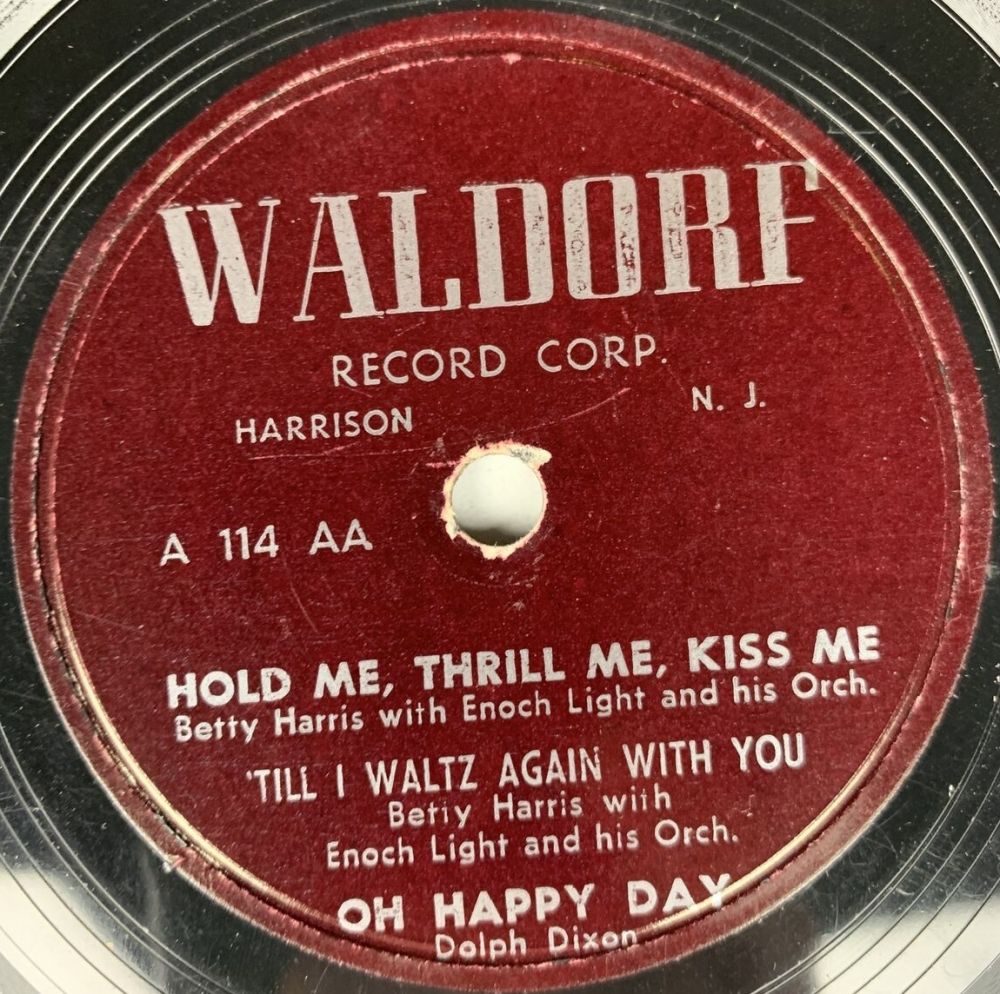 WALDORF
RECORD CORP.
HARRISON N. J.
A 114 AA
HOLD ME, THRILL ME, KISS ME
Betty Harris with Enoch Light and his Orch.
'TILL I WALTZ AGAIN WITH YOU
Betty Harris with
Enoch Light and his Orch.
OH HAPPY DAY
Dolph Dixon